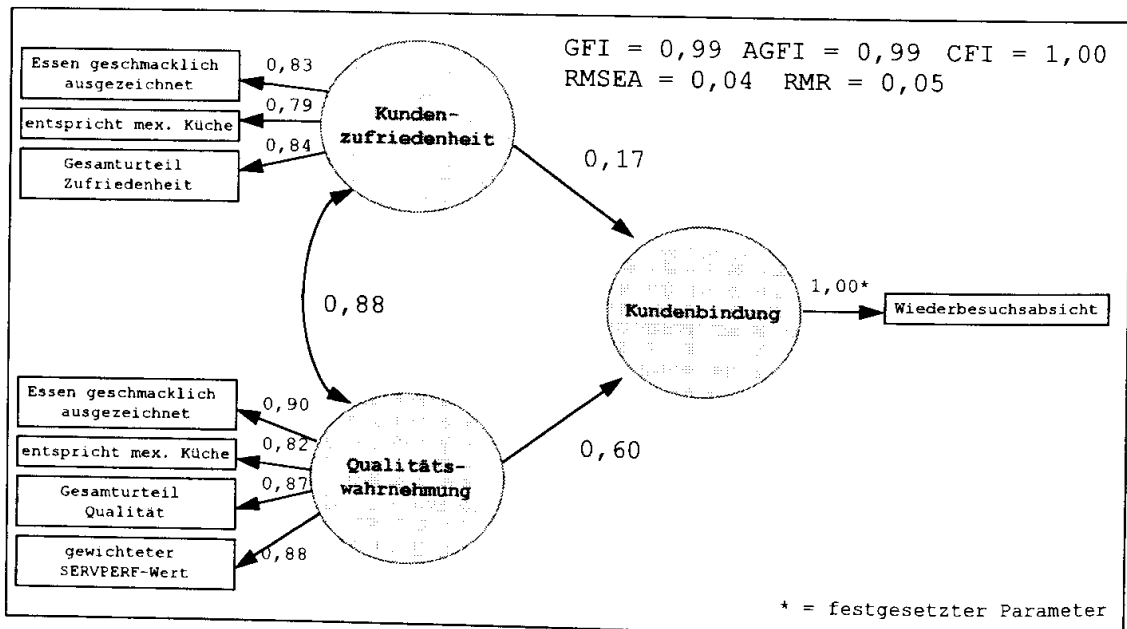 GFI = 0,99 AGFI = 0,99 CFI = 1,00
RMSEA = 0,04 RMR = 0,05
Essen geschmacklich
ausgezeichnet
0,83
entspricht mex. Küche
0,79
Gesamturteil
Zufriedenheit
0,84
Kunden-
zufriedenheit
0,17
0,88
Kundenbindung
1,00*
Wiederbesuchsabsicht
Essen geschmacklich
ausgezeichnet
0,90
entspricht mex. Küche
0,82
Gesamturteil
Qualität
0,87
gewichteter
SERVPERF-Wert
0,88
Qualitäts-
wahrnehmung
0,60
* = festgesetzter Parameter